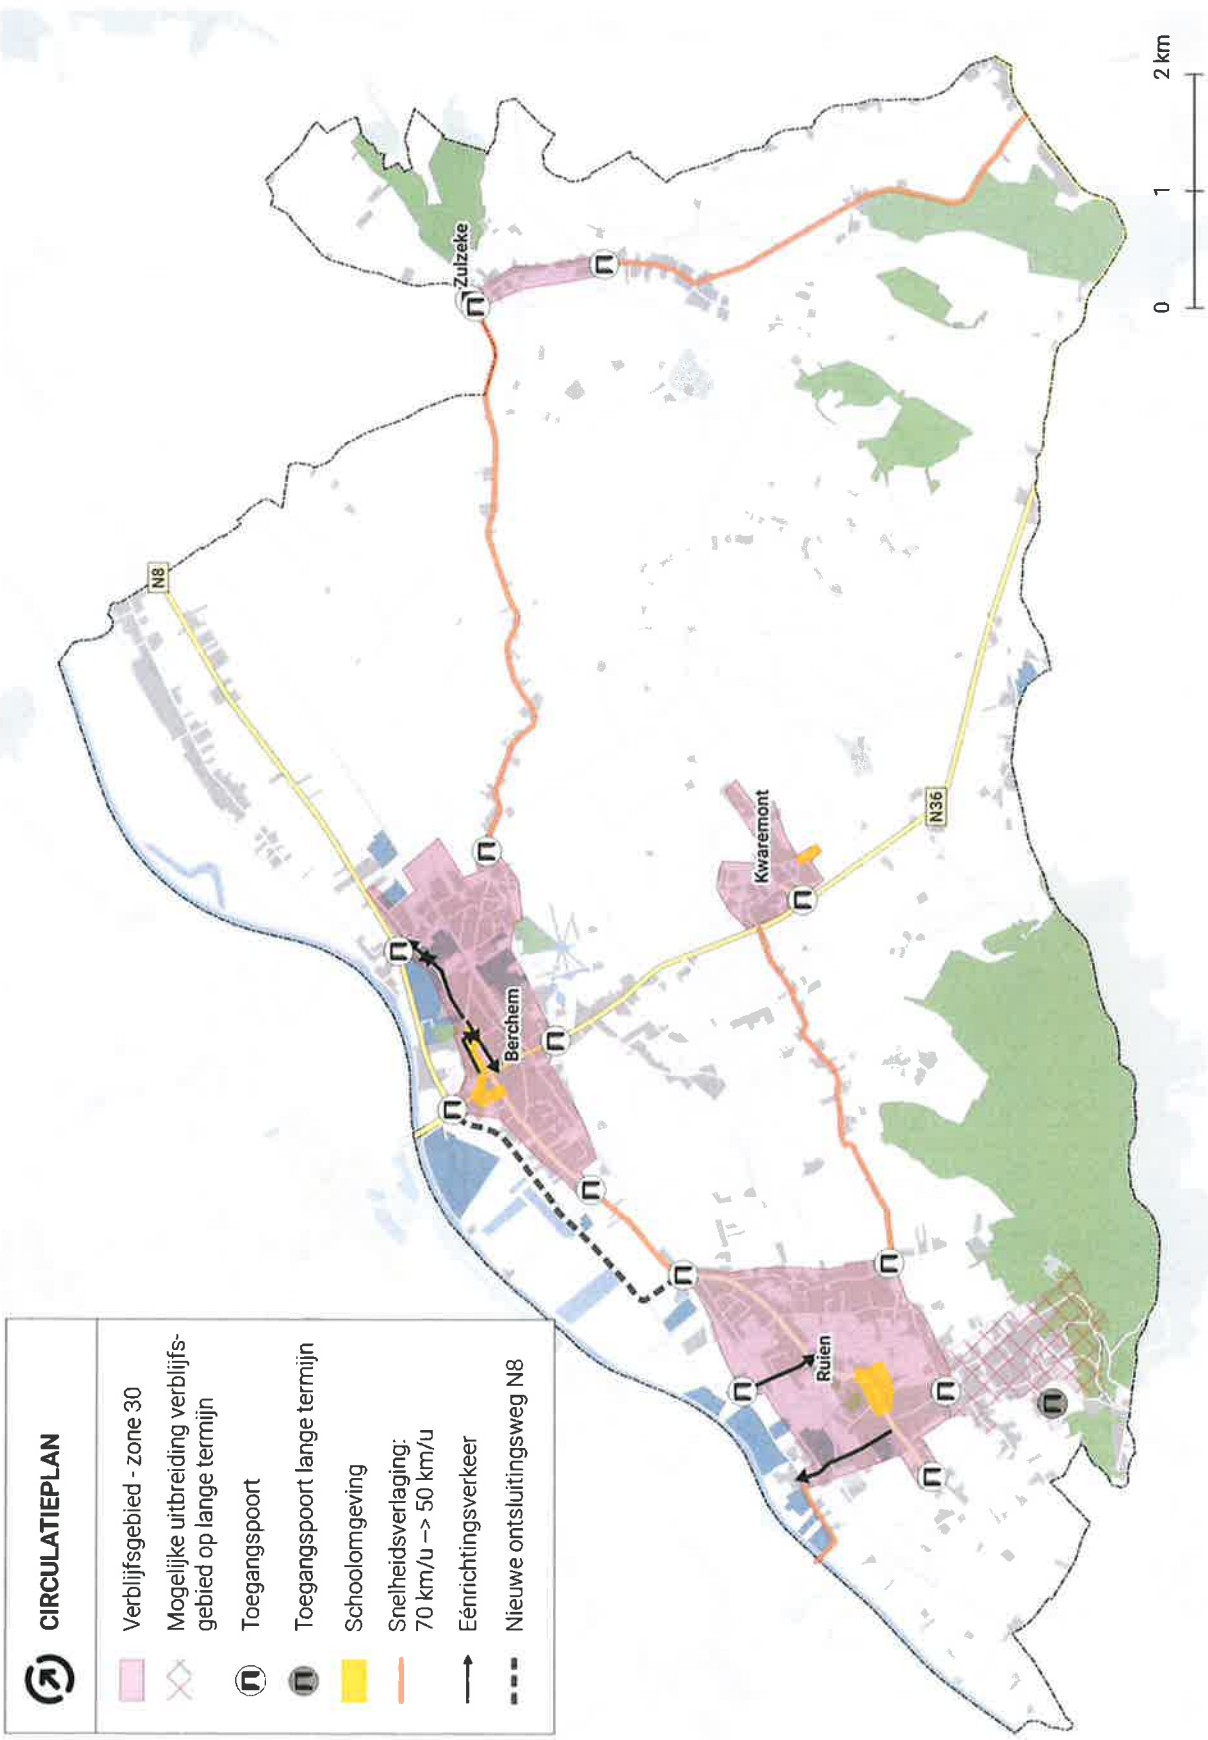 CIRCULATIEPLAN
Verblijfsgebied - zone 30
Mogelijke uitbreiding verblijfs-
gebied op lange termijn
Toegangspoort
Toegangspoort lange termijn
Schoolomgeving
Snelheidsverlaging:
70 km/u --> 50 km/u
Eénrichtingsverkeer
Nieuwe ontsluitingsweg N8
N8
Zulzeke
Berchem
Kwaremont
N36
Ruien
0 1 2 km